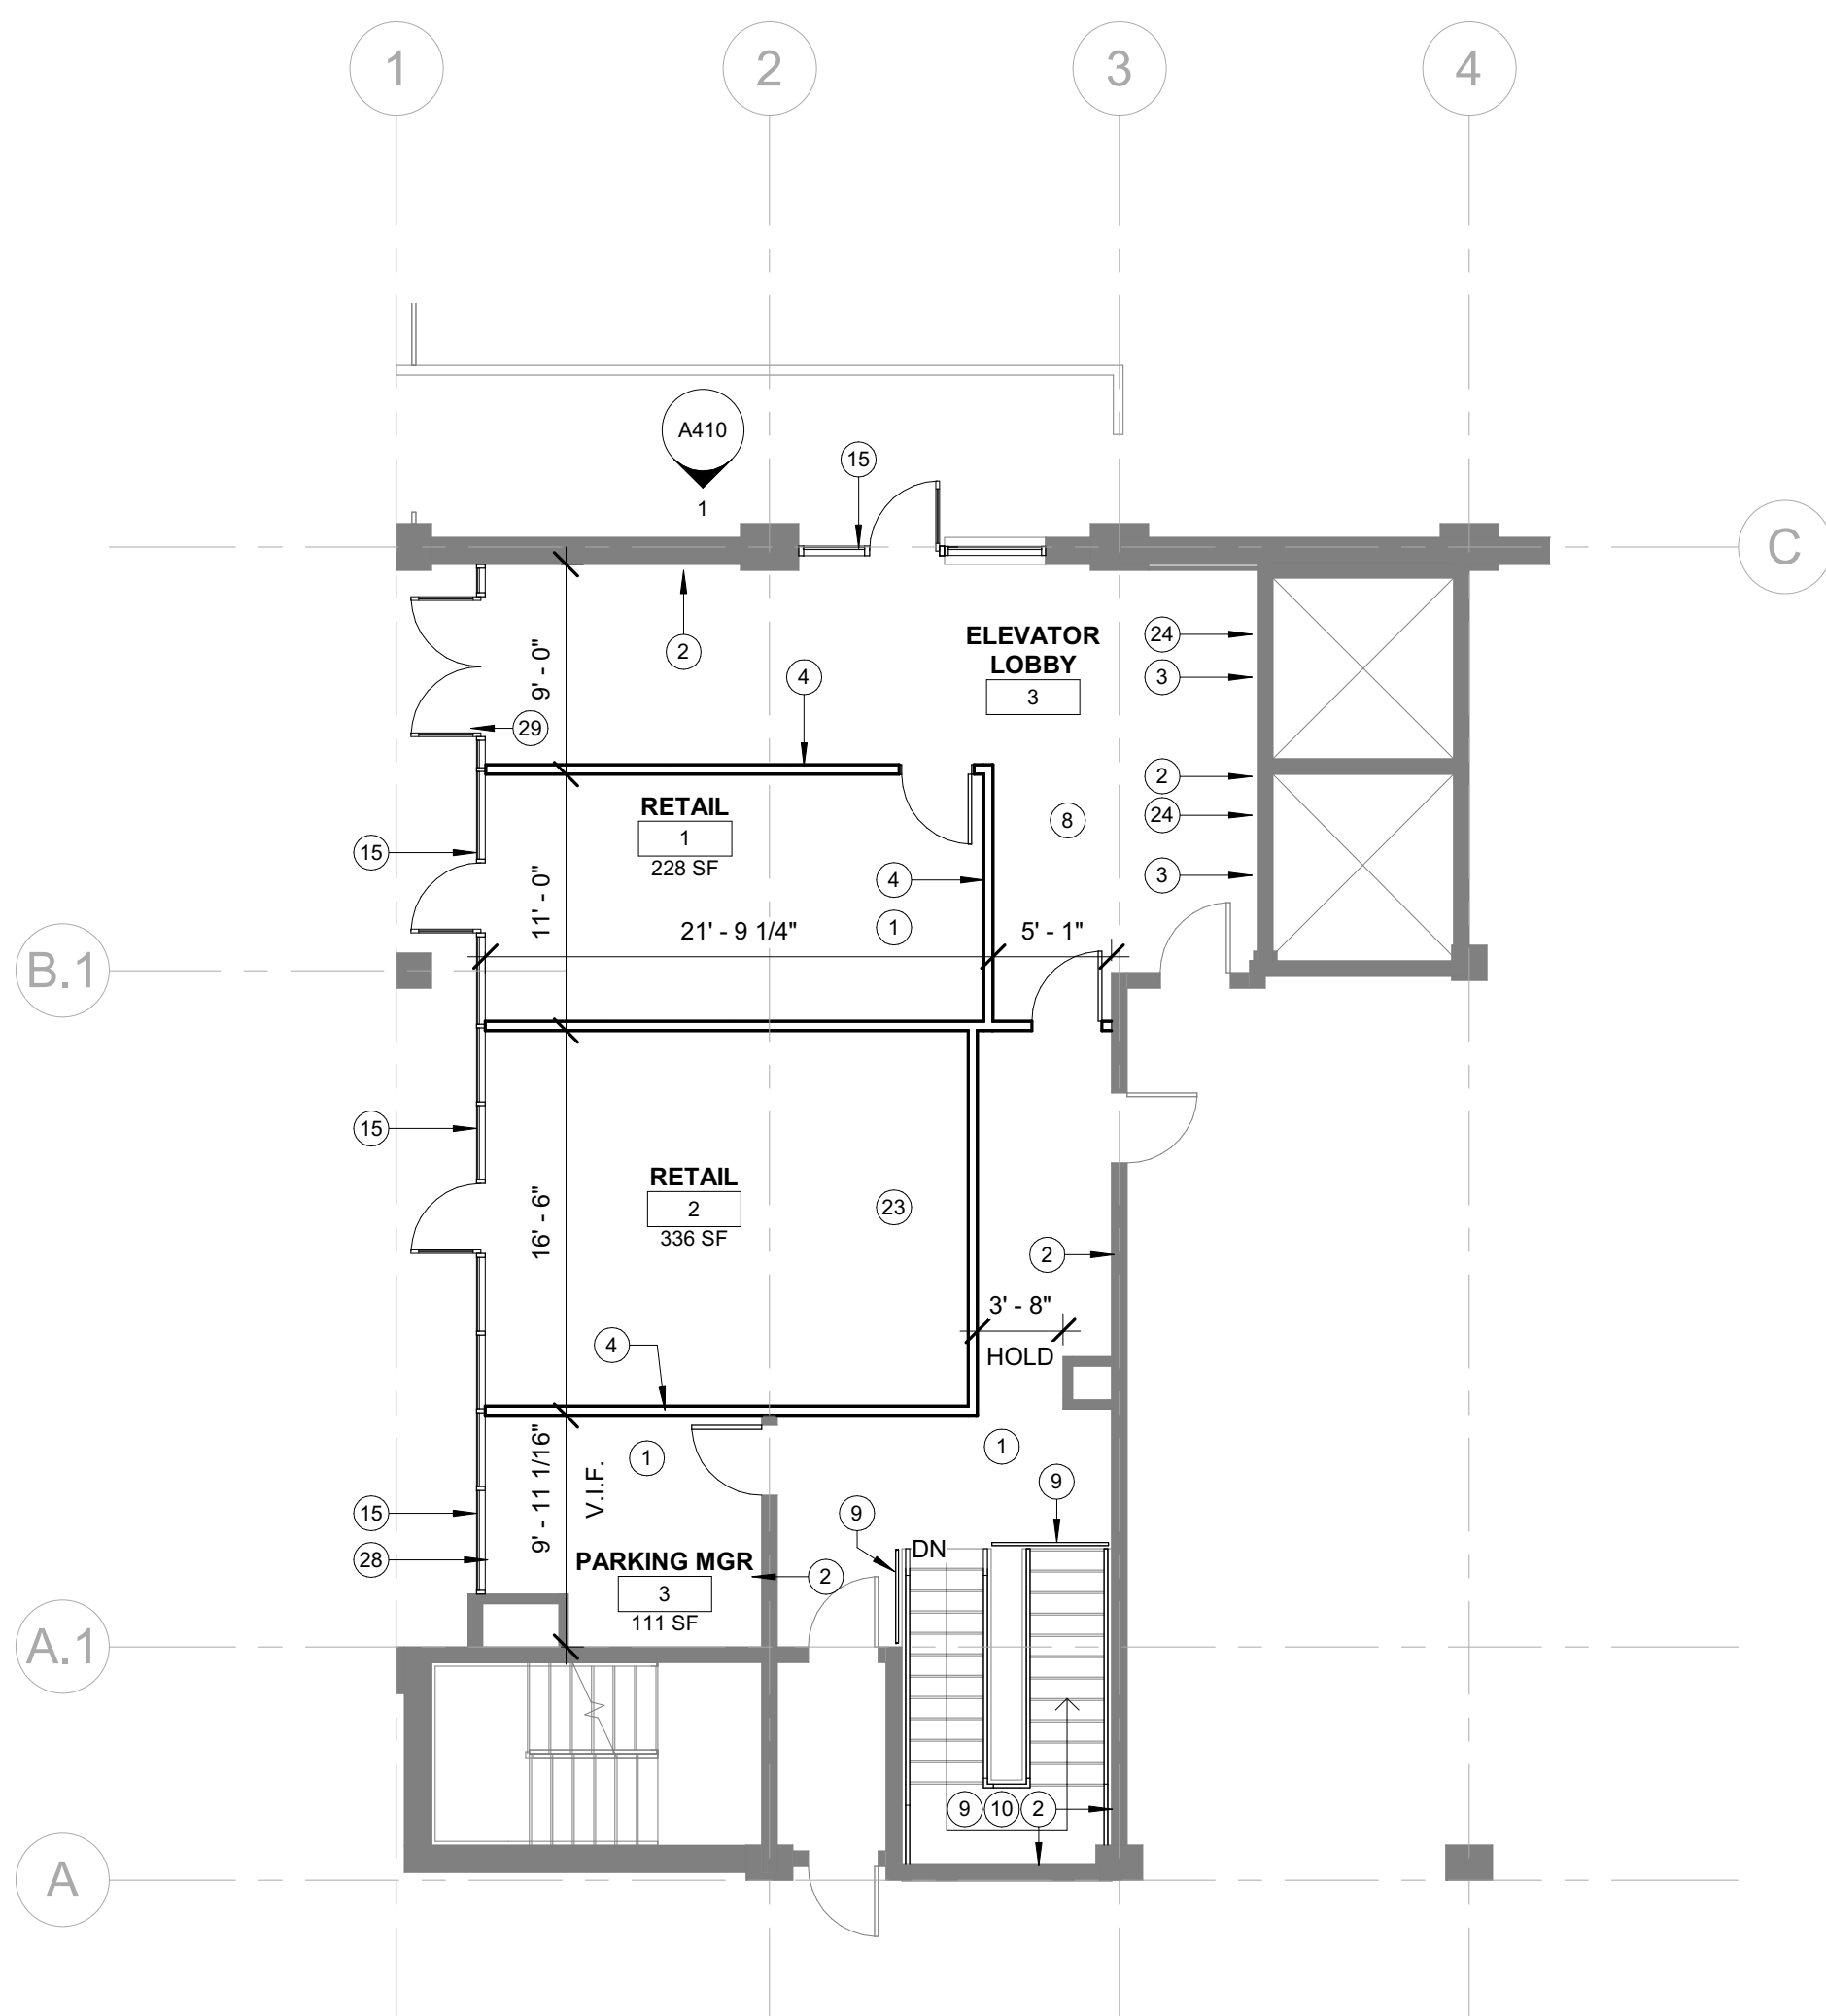 1
2
3
4
A410
1
15
C
2
9' - 0"
ELEVATOR
LOBBY
3
24
3
4
29
2
24
RETAIL
1
228 SF
8
15
11' - 0"
4
3
21' - 9 1/4"
1
5' - 1"
B.1
15
RETAIL
2
336 SF
16' - 6"
23
2
3' - 8"
HOLD
4
9' - 11 1/16"
V.I.F.
1
1
9
15
28
9
DN
PARKING MGR
3
111 SF
2
A.1
9
10
2
A